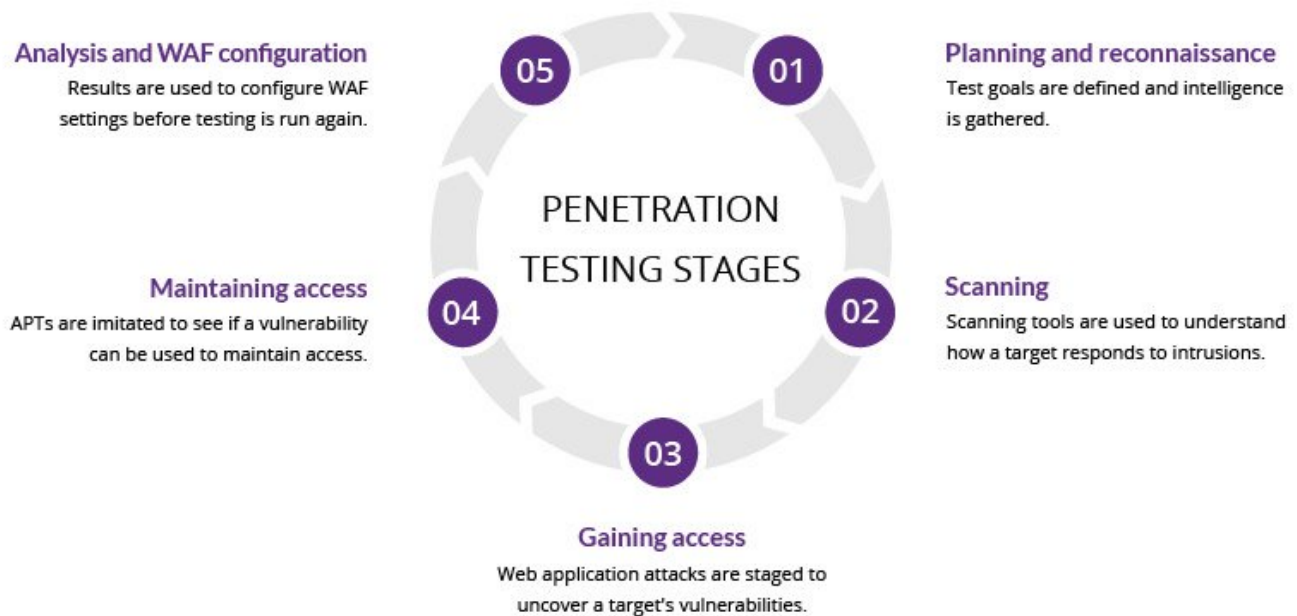 PENETRATION
TESTING STAGES
01
Planning and reconnaissance
Test goals are defined and intelligence
is gathered.
02
Scanning
Scanning tools are used to understand
how a target responds to intrusions.
03
Gaining access
Web application attacks are staged to
uncover a target's vulnerabilities.
04
Maintaining access
APTs are imitated to see if a vulnerability
can be used to maintain access.
05
Analysis and WAF configuration
Results are used to configure WAF
settings before testing is run again.